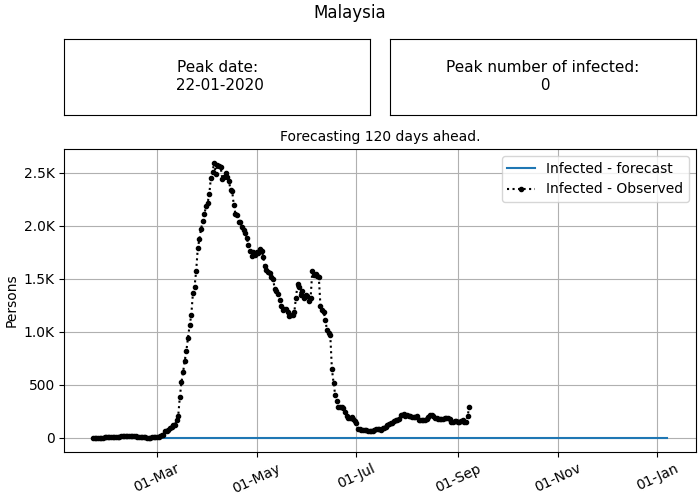 Malaysia
Peak date:
22-01-2020
Peak number of infected:
0
Forecasting 120 days ahead.
Infected - forecast
Infected - Observed
2.5K
2.0K
1.5K
1.0K
500
0
Persons
01-Mar
01-May
01-Jul
01-Sep
01-Nov
01-Jan